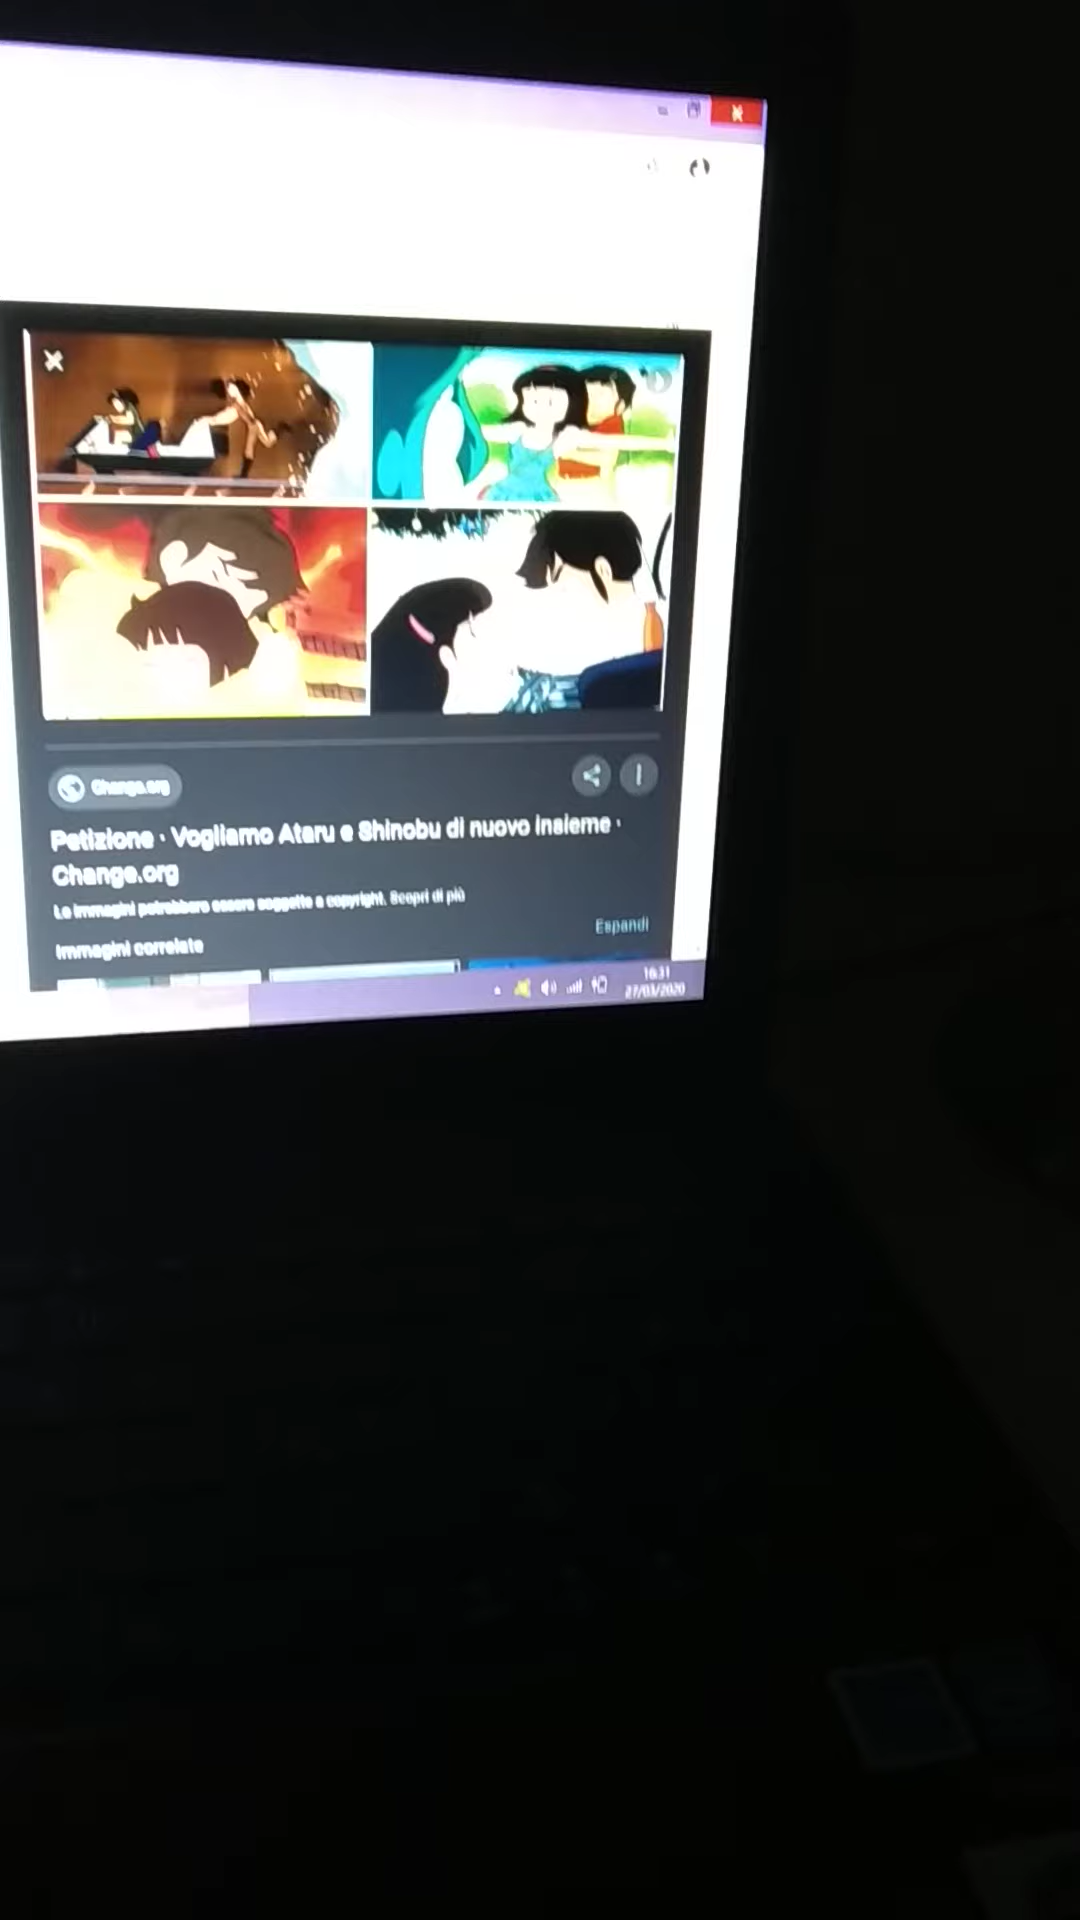 Change.org
Petizione · Vogliamo Ataru e Shinobu di nuovo insieme ·
Change.org
Le immagini potrebbero essere soggette a copyright. Scopri di più
Espandi
Immagini correlate
16:31
27/03/2020